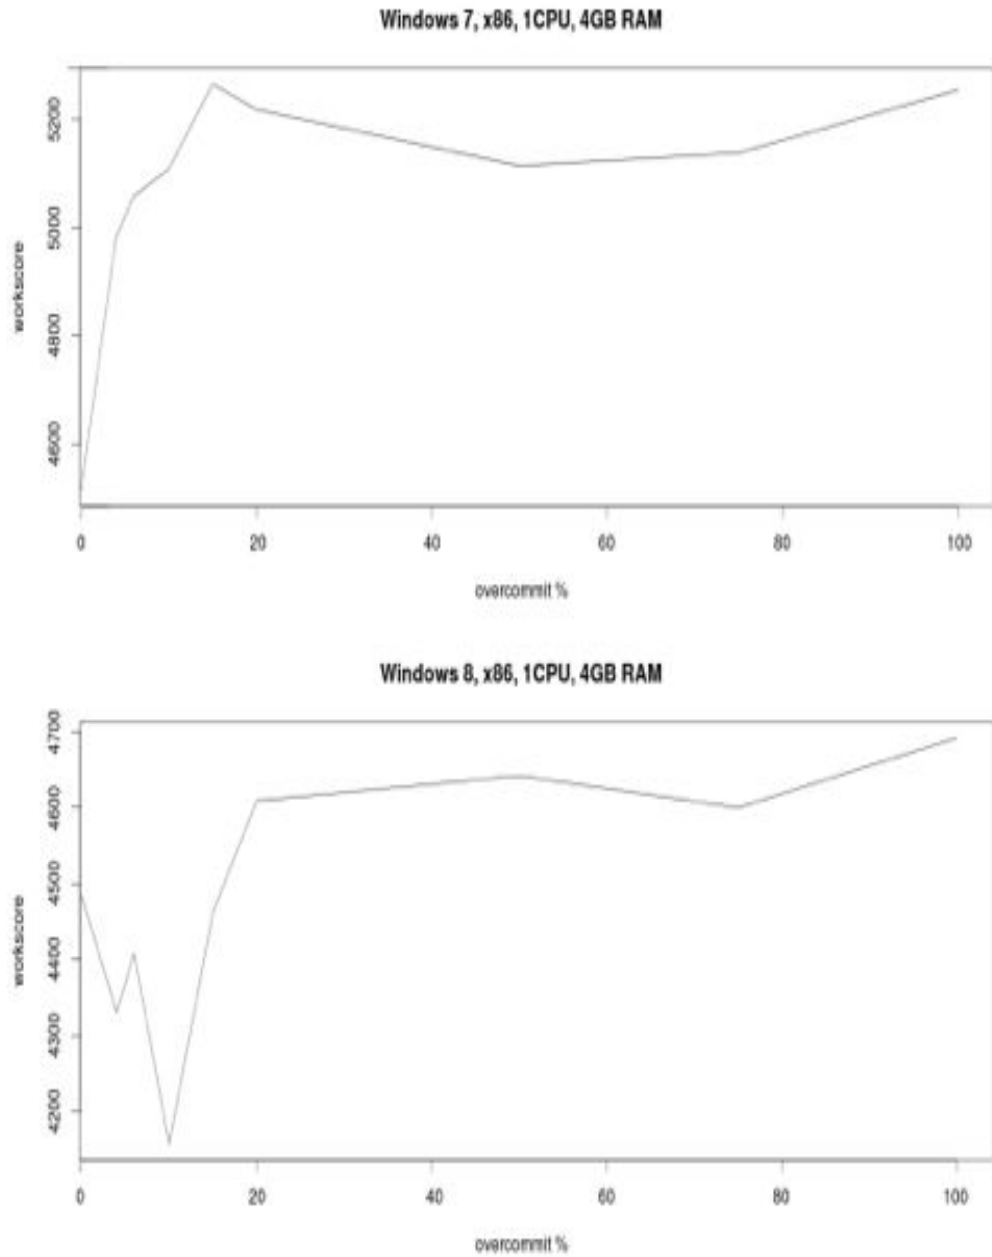 Windows 7, x86, 1CPU, 4GB RAM
workscore
5200
5000
4800
4600
0 20 40 60 80 100
overcommit %
Windows 8, x86, 1CPU, 4GB RAM
workscore
4700
4600
4500
4400
4300
4200
0 20 40 60 80 100
overcommit %